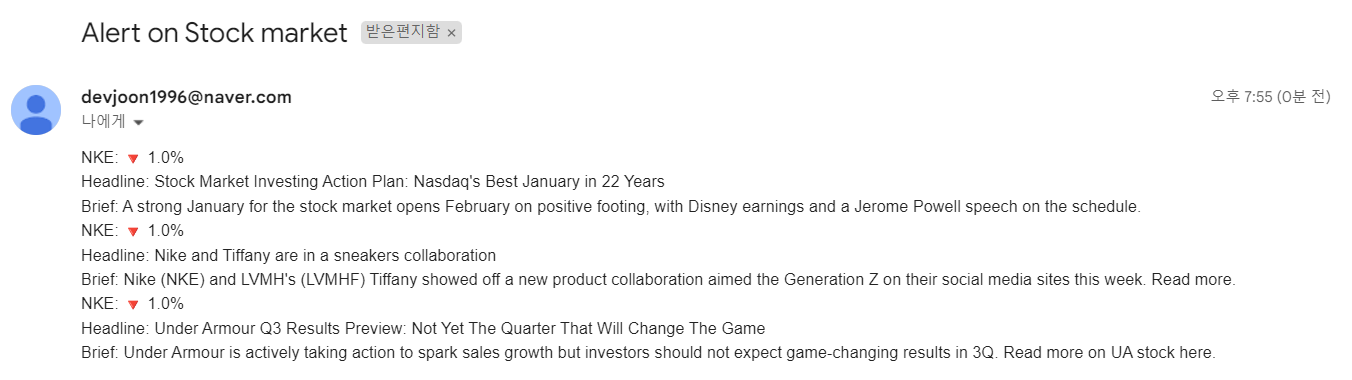 Alert on Stock market 받은편지함 ×
devjoon1996@naver.com 오후 7:55 (0분 전)
나에게
NKE: 🔻 1.0%
Headline: Stock Market Investing Action Plan: Nasdaq's Best January in 22 Years
Brief: A strong January for the stock market opens February on positive footing, with Disney earnings and a Jerome Powell speech on the schedule.
NKE: 🔻 1.0%
Headline: Nike and Tiffany are in a sneakers collaboration
Brief: Nike (NKE) and LVMH's (LVMHF) Tiffany showed off a new product collaboration aimed the Generation Z on their social media sites this week. Read more.
NKE: 🔻 1.0%
Headline: Under Armour Q3 Results Preview: Not Yet The Quarter That Will Change The Game
Brief: Under Armour is actively taking action to spark sales growth but investors should not expect game-changing results in 3Q. Read more on UA stock here.